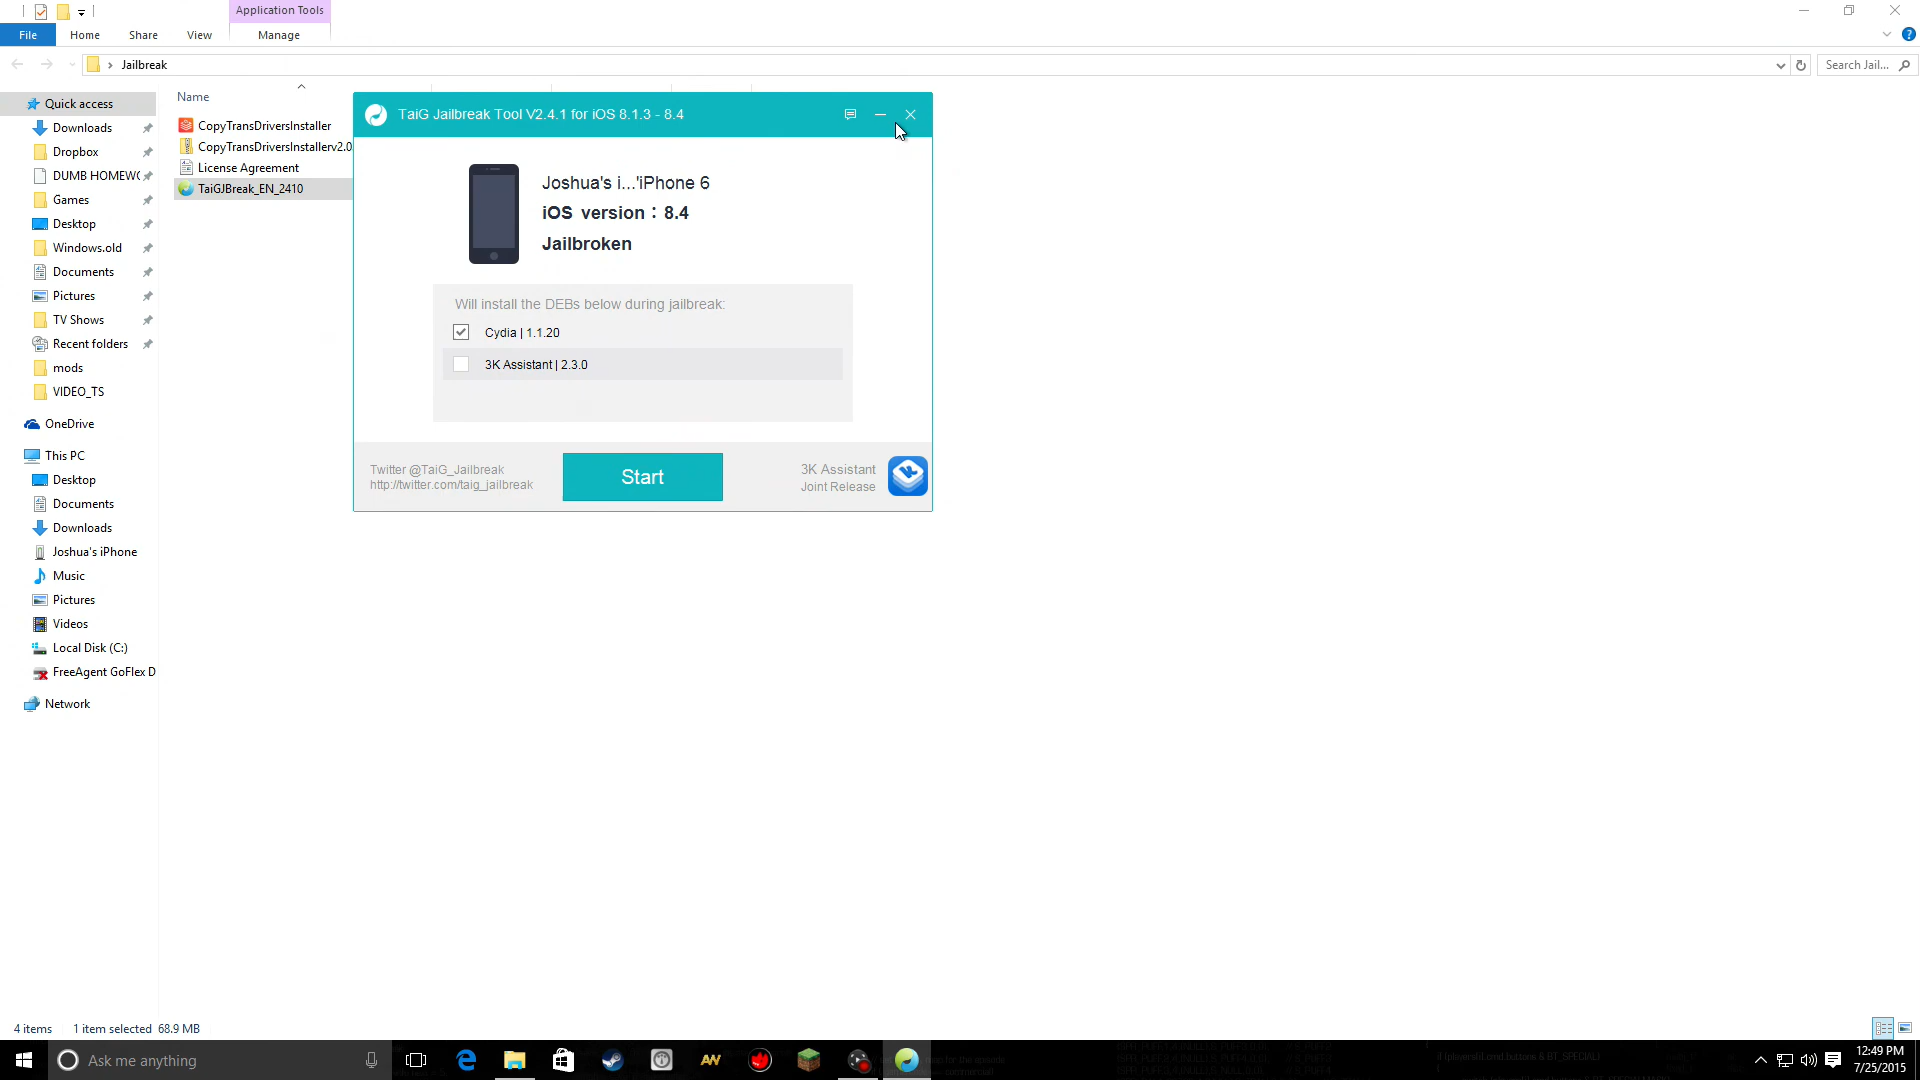 Application Tools
File
Home
Share
View
Manage
Jailbreak
Search Jail...
Name
Quick access
Downloads
Dropbox
DUMB HOMEWO
Games
Desktop
Windows.old
Documents
Pictures
TV Shows
Recent folders
mods
VIDEO_TS
OneDrive
This PC
Desktop
Documents
Downloads
Joshua's iPhone
Music
Pictures
Videos
Local Disk (C:)
FreeAgent GoFlex D
Network
CopyTransDriversInstaller
CopyTransDriversInstallerv2.0
License Agreement
TaiGJBreak_EN_2410
TaiG Jailbreak Tool V2.4.1 for iOS 8.1.3 - 8.4
Joshua's i...'iPhone 6
iOS version：8.4
Jailbroken
Will install the DEBs below during jailbreak:
Cydia | 1.1.20
3K Assistant | 2.3.0
Twitter @TaiG_Jailbreak
http://twitter.com/taig_jailbreak
Start
3K Assistant
Joint Release
4 items
1 item selected 68.9 MB
Ask me anything
AW
12:49 PM
7/25/2015